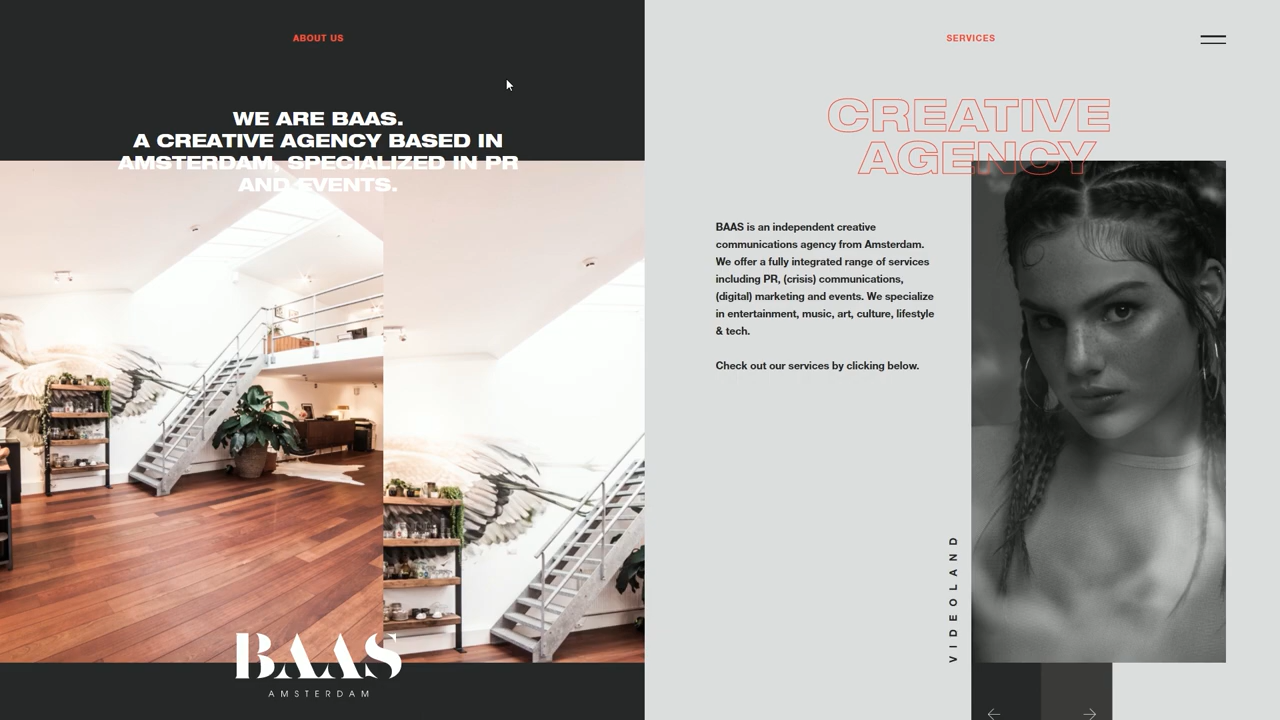 ABOUT US
WE ARE BAAS.
A CREATIVE AGENCY BASED IN
AMSTERDAM, SPECIALIZED IN PR
AND EVENTS.
BAAS
AMSTERDAM
SERVICES
CREATIVE
AGENCY
BAAS is an independent creative
communications agency from Amsterdam.
We offer a fully integrated range of services
including PR, (crisis) communications,
(digital) marketing and events. We specialize
in entertainment, music, art, culture, lifestyle
& tech.
Check out our services by clicking below.
VIDEOLAND